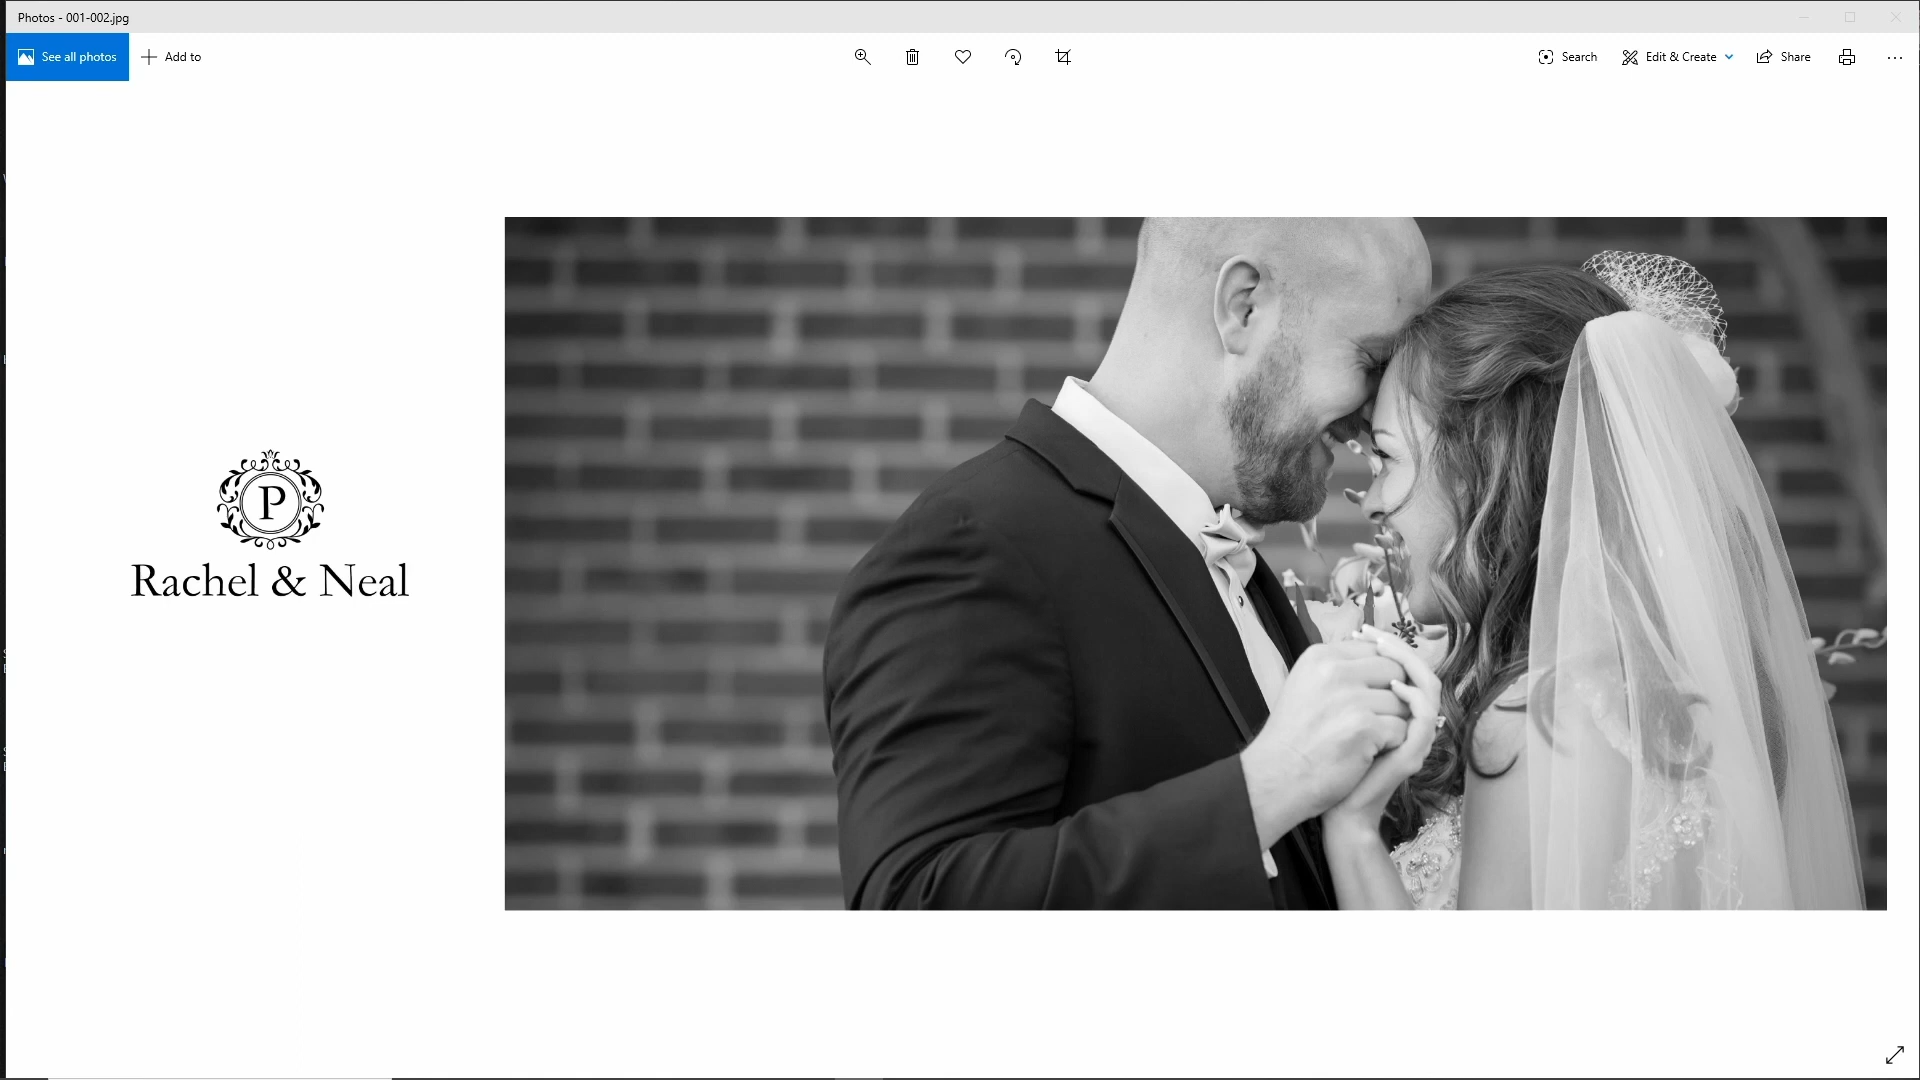 Photos - 001-002.jpg
See all photos
Add to
Search
Edit & Create
Share
P
Rachel & Neal